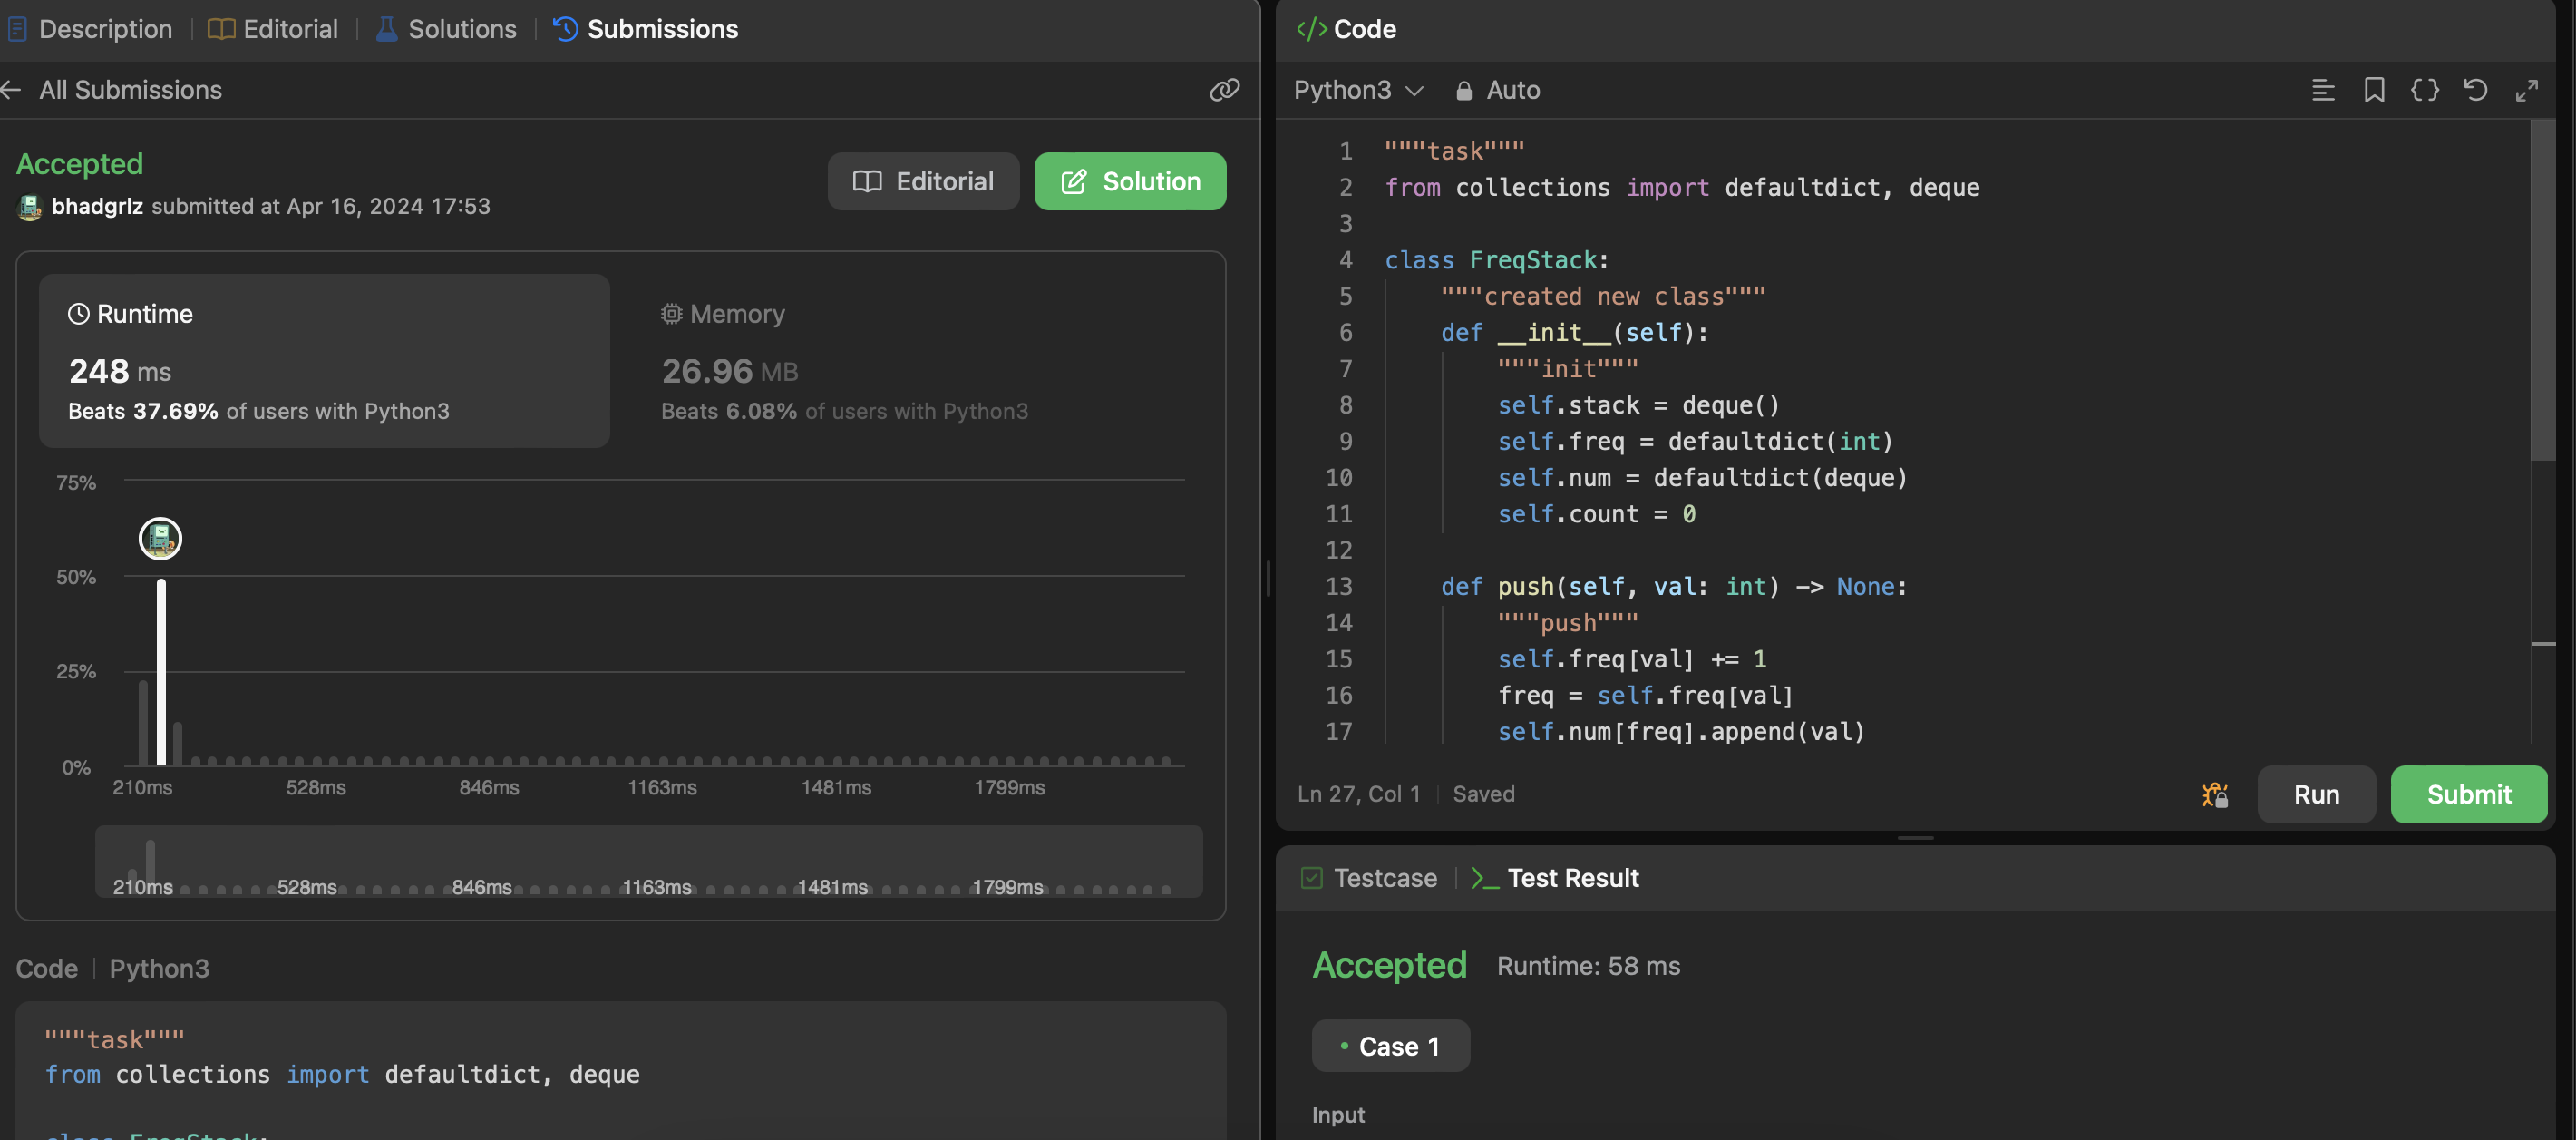 Description | Editorial | Solutions | Submissions
All Submissions
Accepted
Editorial
Solution
bhadgrlz submitted at Apr 16, 2024 17:53
Runtime
248 ms
Beats 37.69% of users with Python3
Memory
26.96 MB
Beats 6.08% of users with Python3
75%
50%
25%
0%
210ms 528ms 846ms 1163ms 1481ms 1799ms
210ms 528ms 846ms 1163ms 1481ms 1799ms
Code | Python3
"""task"""
from collections import defaultdict, deque
class FreqStack:
</> Code
Python3 Auto
1 """task"""
2 from collections import defaultdict, deque
3
4 class FreqStack:
5 """created new class"""
6 def __init__(self):
7 """init"""
8 self.stack = deque()
9 self.freq = defaultdict(int)
10 self.num = defaultdict(deque)
11 self.count = 0
12
13 def push(self, val: int) -> None:
14 """push"""
15 self.freq[val] += 1
16 freq = self.freq[val]
17 self.num[freq].append(val)
Ln 27, Col 1 | Saved
Run
Submit
Testcase | >_ Test Result
Accepted Runtime: 58 ms
• Case 1
Input